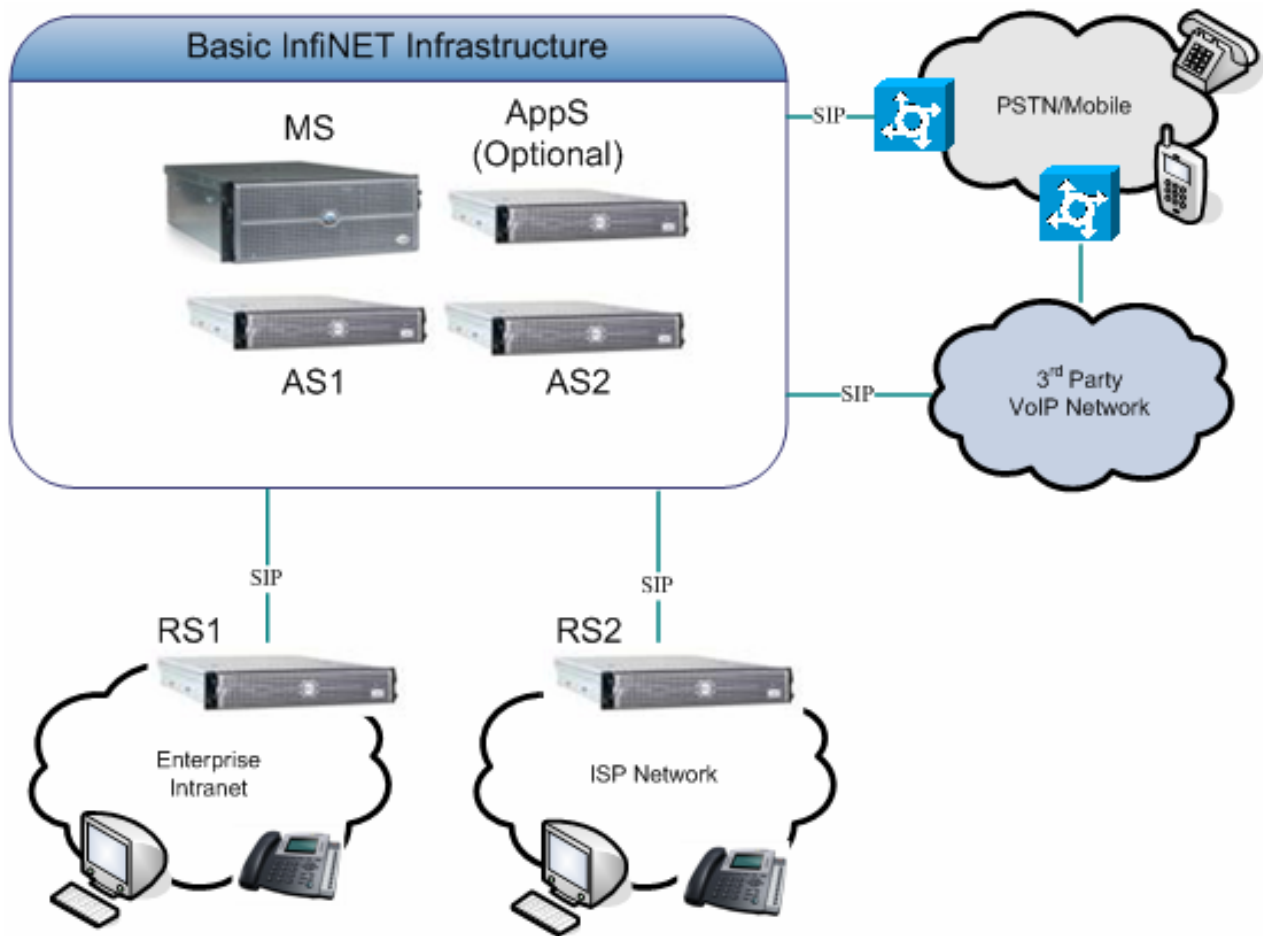 Basic InfiNET Infrastructure
MS
AppS
(Optional)
AS1
AS2
SIP
PSTN/Mobile
SIP
3rd Party
VoIP Network
SIP
SIP
RS1
RS2
Enterprise
Intranet
ISP Network